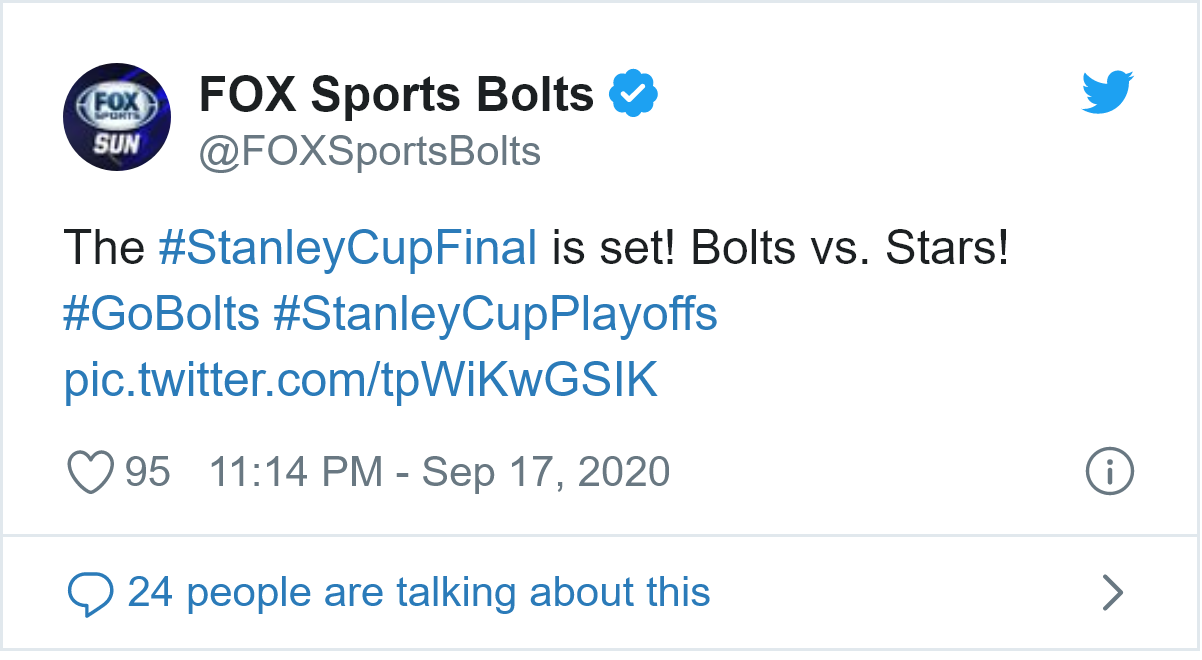 FOX Sports Bolts
@FOXSportsBolts
FOX
SPORTS
SUN
The #StanleyCupFinal is set! Bolts vs. Stars!
#GoBolts #StanleyCupPlayoffs
pic.twitter.com/tpWiKwGSIK
95 11:14 PM - Sep 17, 2020
24 people are talking about this